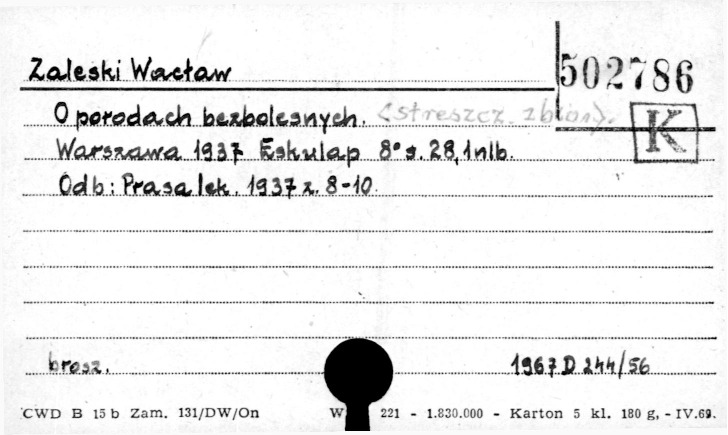 Zaleski Wacław
502786
O porodach bezbolesnych. <streszcz. zbior>.
K
Warszawa 1937 Eskulap 8° s. 28, 1 nlb.
Odb: Prasa lek. 1937 z. 8-10.
brosz.
1967 D 244/56
CWD B 15 b Zam. 131/DW/On W 221 - 1.830.000 - Karton 5 kl. 180 g, - IV.69.